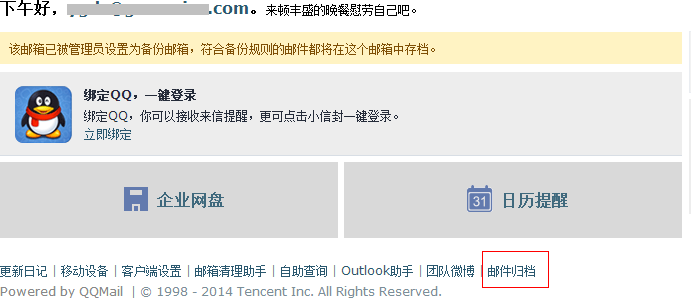 下午好，.com。来顿丰盛的晚餐慰劳自己吧。
该邮箱已被管理员设置为备份邮箱，符合备份规则的邮件都将在这个邮箱中存档。
绑定QQ，一键登录
绑定QQ，你可以接收来信提醒，更可点击小信封一键登录。
立即绑定
企业网盘 31 日历提醒
更新日记 | 移动设备 | 客户端设置 | 邮箱清理助手 | 自助查询 | Outlook助手 | 团队微博 | 邮件归档
Powered by QQMail | © 1998 - 2014 Tencent Inc. All Rights Reserved.